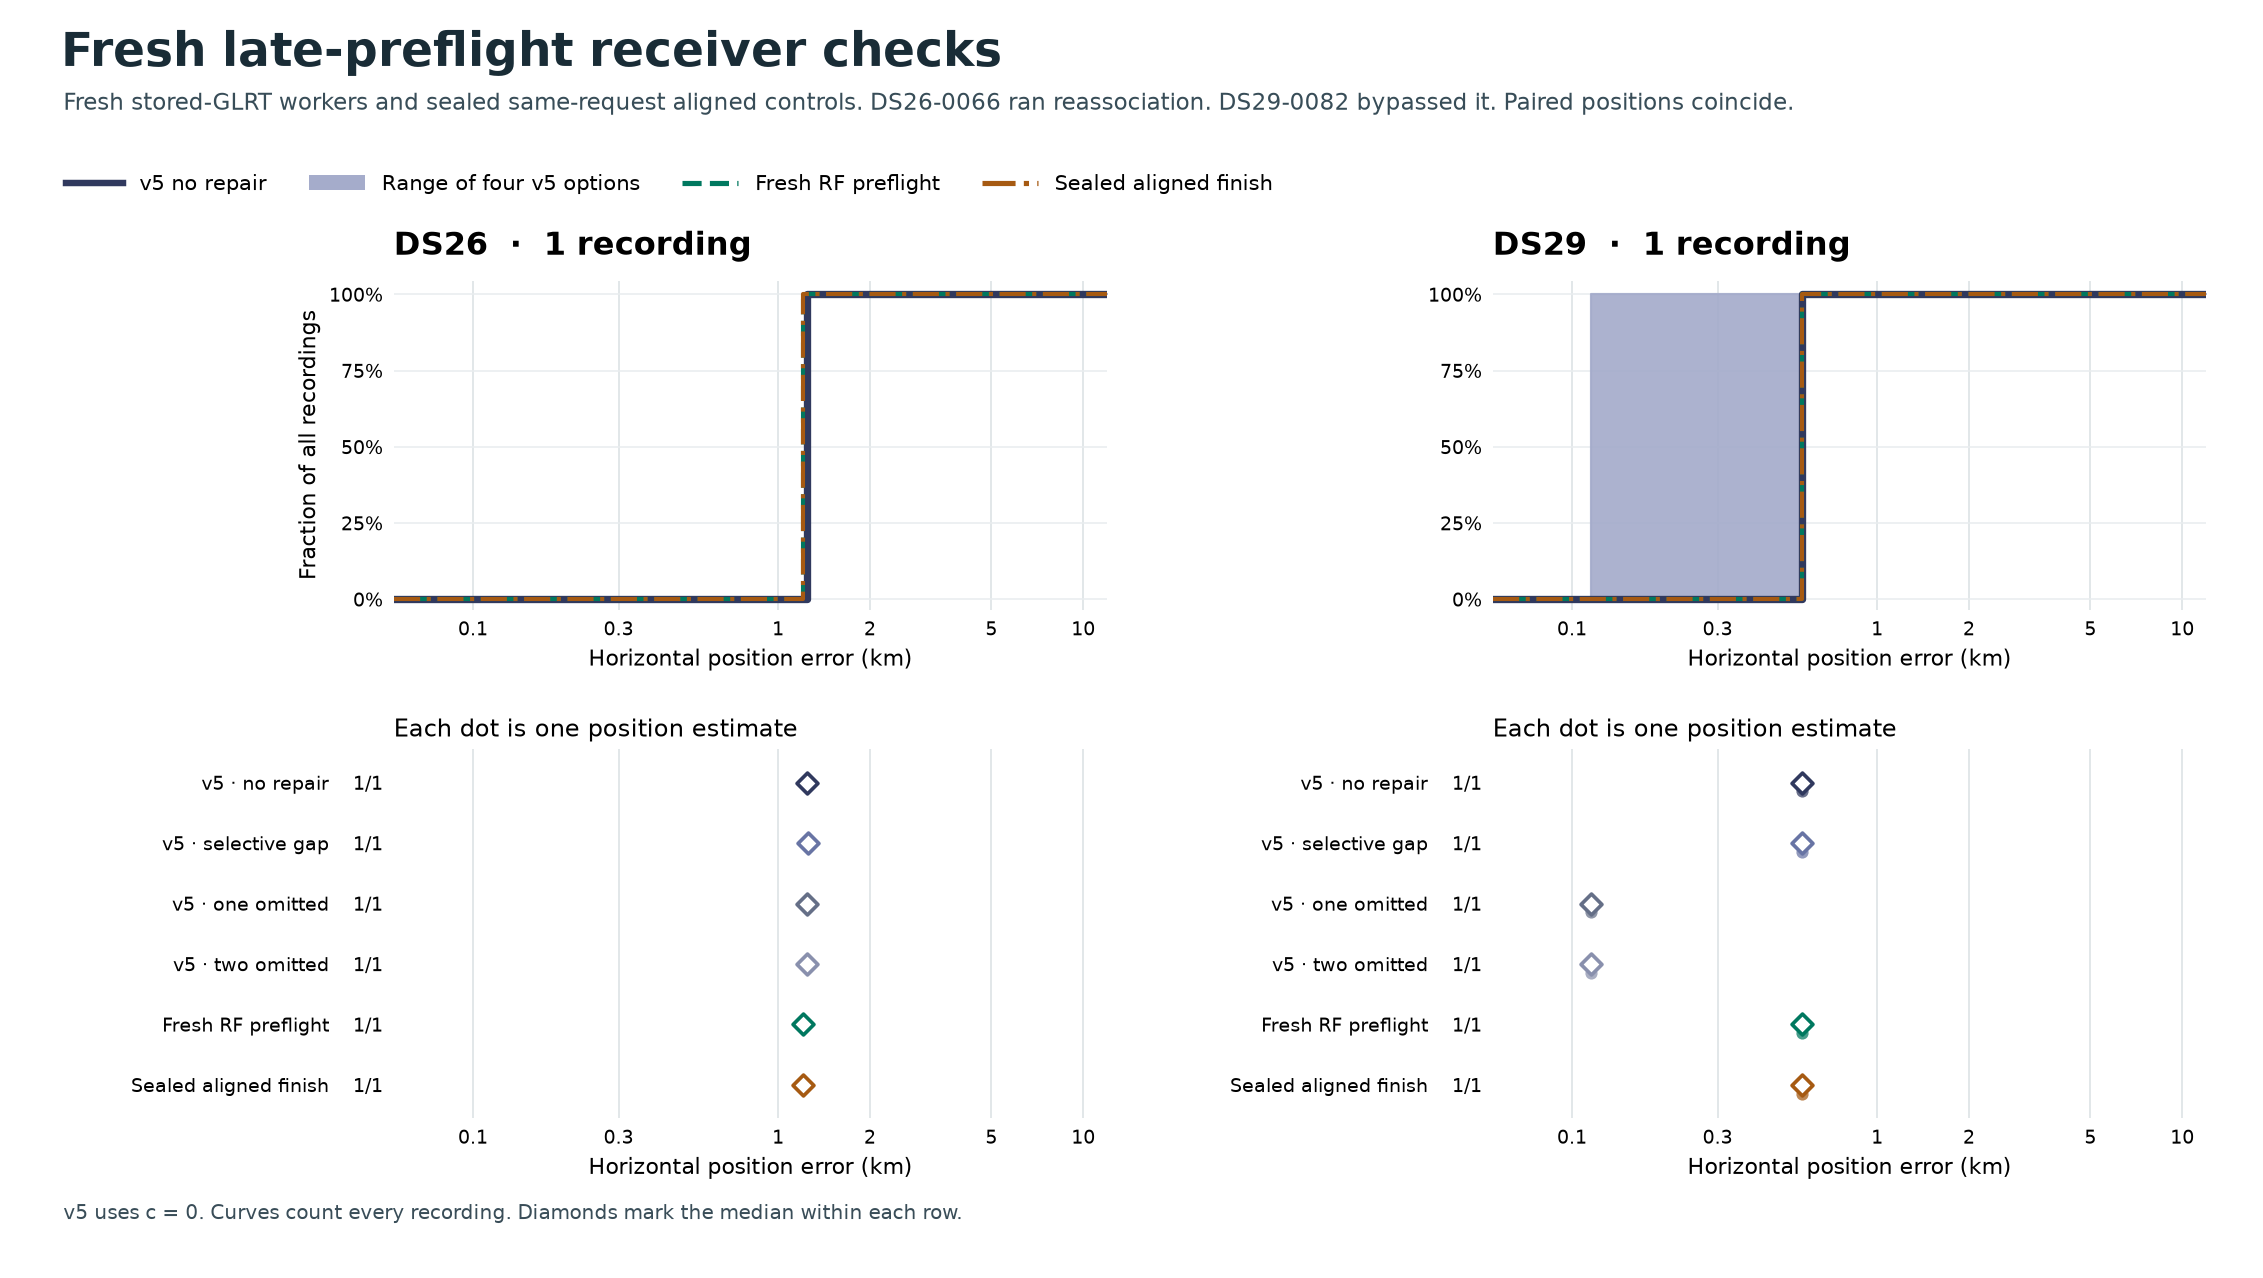 Fresh late-preflight receiver checks
Fresh stored-GLRT workers and sealed same-request aligned controls. DS26-0066 ran reassociation. DS29-0082 bypassed it. Paired positions coincide.
v5 no repair
Range of four v5 options
Fresh RF preflight
Sealed aligned finish
DS26 · 1 recording
Fraction of all recordings
100%
75%
50%
25%
0%
0.1 0.3 1 2 5 10
Horizontal position error (km)
DS29 · 1 recording
100%
75%
50%
25%
0%
0.1 0.3 1 2 5 10
Horizontal position error (km)
Each dot is one position estimate
v5 · no repair 1/1
v5 · selective gap 1/1
v5 · one omitted 1/1
v5 · two omitted 1/1
Fresh RF preflight 1/1
Sealed aligned finish 1/1
0.1 0.3 1 2 5 10
Horizontal position error (km)
Each dot is one position estimate
v5 · no repair 1/1
v5 · selective gap 1/1
v5 · one omitted 1/1
v5 · two omitted 1/1
Fresh RF preflight 1/1
Sealed aligned finish 1/1
0.1 0.3 1 2 5 10
Horizontal position error (km)
v5 uses c = 0. Curves count every recording. Diamonds mark the median within each row.